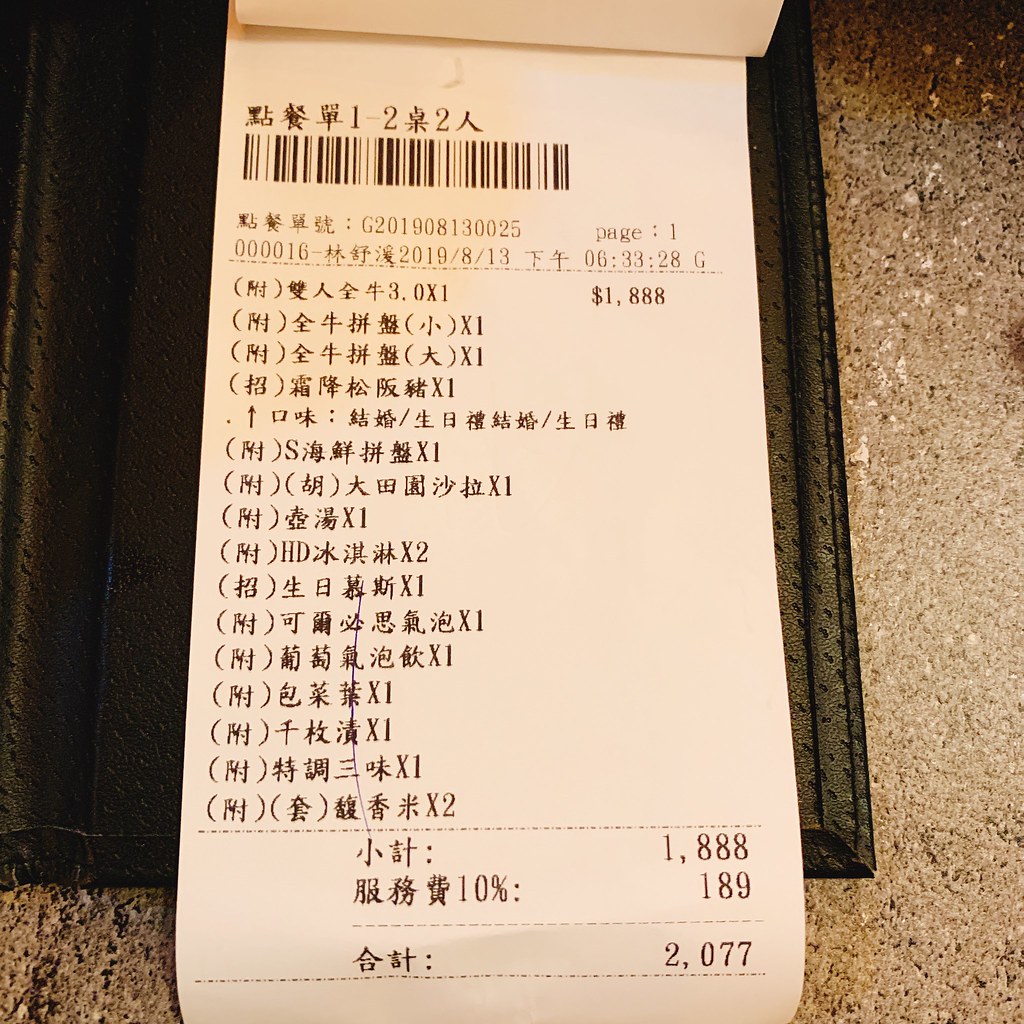 點餐單1-2桌2人
點餐單號：G201908130025 page：1
000016-林舒湲2019/8/13 下午 06:33:28 G
(附)雙人全牛3.0X1 $1,888
(附)全牛拼盤(小)X1
(附)全牛拼盤(大)X1
(招)霜降松阪豬X1
.↑口味：結婚/生日禮結婚/生日禮
(附)S海鮮拼盤X1
(附)(胡)大田園沙拉X1
(附)壺湯X1
(附)HD冰淇淋X2
(招)生日慕斯X1
(附)可爾必思氣泡X1
(附)葡萄氣泡飲X1
(附)包菜葉X1
(附)千枚漬X1
(附)特調三味X1
(附)(套)馥香米X2
小計: 1,888
服務費10%: 189
合計: 2,077